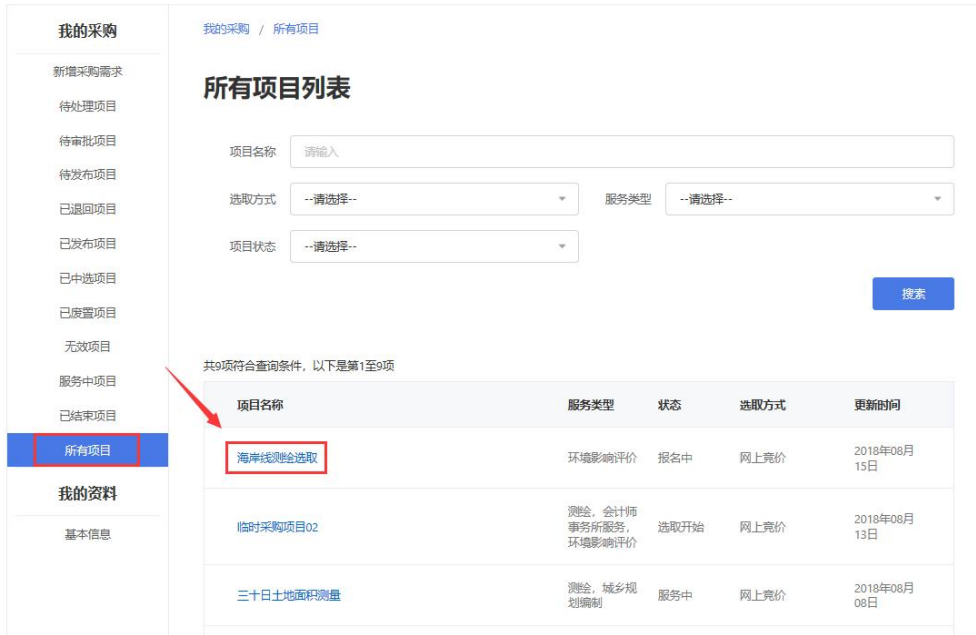 我的采购
新增采购需求
待处理项目
待审批项目
待发布项目
已退回项目
已发布项目
已中选项目
已废置项目
无效项目
服务中项目
已结束项目
所有项目
我的资料
基本信息
我的采购 / 所有项目
所有项目列表
项目名称 请输入
选取方式 --请选择-- 服务类型 --请选择--
项目状态 --请选择--
搜索
共9项符合查询条件，以下是第1至9项
项目名称 服务类型 状态 选取方式 更新时间
海岸线测绘选取 环境影响评价 报名中 网上竞价 2018年08月
15日
临时采购项目02 测绘，会计师
事务所服务，
环境影响评价 选取开始 网上竞价 2018年08月
13日
三十日土地面积测量 测绘，城乡规
划编制 服务中 网上竞价 2018年08月
08日